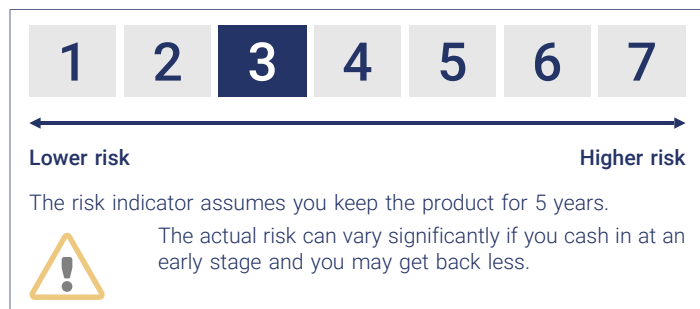 1 2 3 4 5 6 7
Lower risk Higher risk
The risk indicator assumes you keep the product for 5 years.
The actual risk can vary significantly if you cash in at an
early stage and you may get back less.